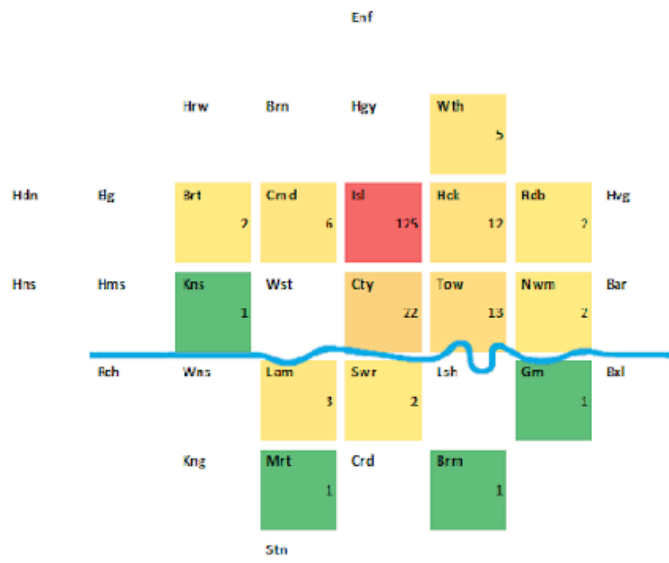 Enf
Hrw Brn Hgy Wth
5
Hdn Elg Brt Cmd Isl Hck Rdb Hvg
2 6 125 12 2
Hns Hms Kns Wst Cty Tow Nwm Bar
1 22 13 2
Rch Wns Lam Swr Lsh Grn Bxl
3 2 1
Kng Mrt Crd Brm
1 1
Stn